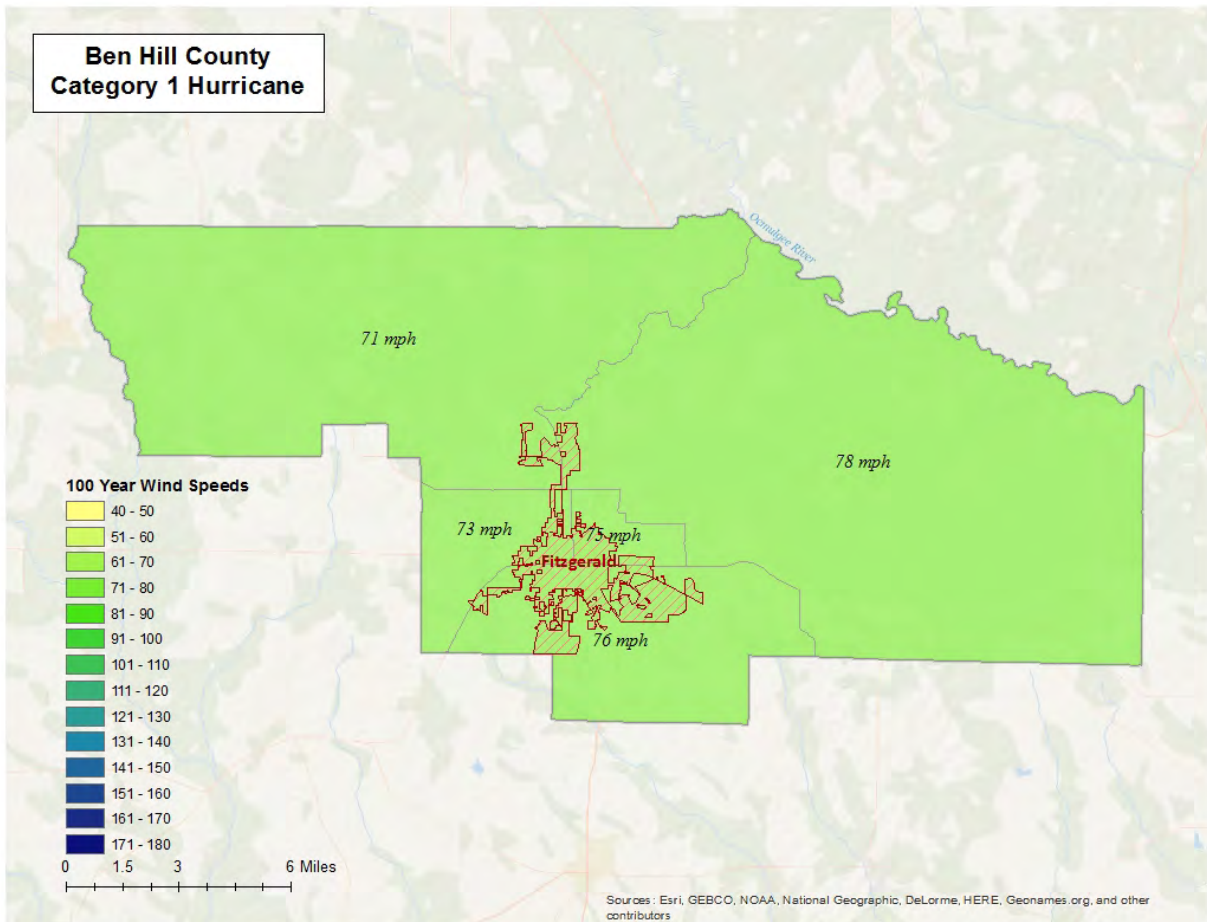 Ben Hill County
Category 1 Hurricane
Ocmulgee River
71 mph
78 mph
73 mph
75 mph
Fitzgerald
76 mph
100 Year Wind Speeds
40 - 50
51 - 60
61 - 70
71 - 80
81 - 90
91 - 100
101 - 110
111 - 120
121 - 130
131 - 140
141 - 150
151 - 160
161 - 170
171 - 180
0 1.5 3 6 Miles
Sources: Esri, GEBCO, NOAA, National Geographic, DeLorme, HERE, Geonames.org, and other
contributors